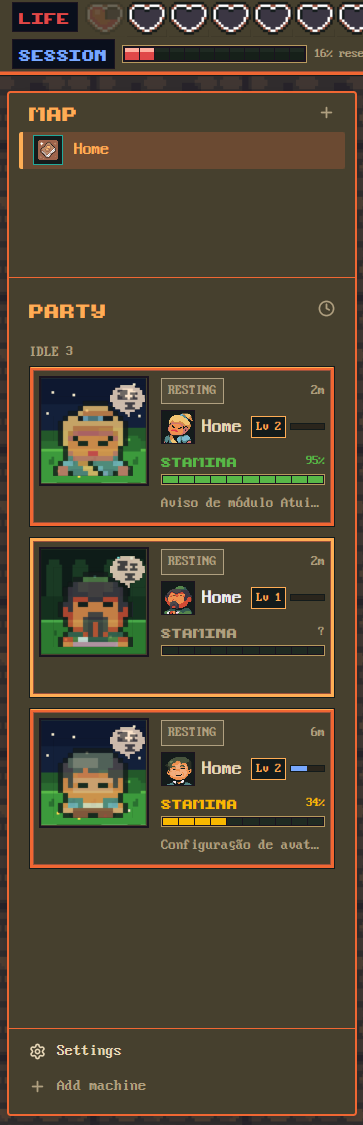 LIFE
SESSION
16% rese
MAP
Home
PARTY
IDLE 3
RESTING 2m
Home Lv 2
STAMINA 95%
Aviso de módulo Atui…
RESTING 2m
Home Lv 1
STAMINA ?
RESTING 6m
Home Lv 2
STAMINA 34%
Configuração de avat…
Settings
Add machine